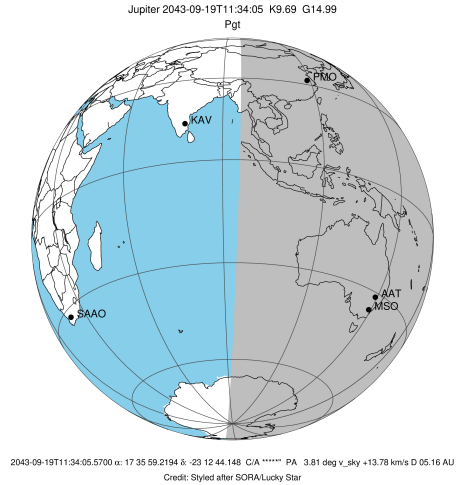 Jupiter 2043-09-19T11:34:05 K9.69 G14.99
Pgt
PMO
KAV
AAT
MSO
SAAO
2043-09-19T11:34:05.5700 α: 17 35 59.2194 δ: -23 12 44.148 C/A *****" PA 3.81 deg v_sky +13.78 km/s D 05.16 AU
Credit: Styled after SORA/Lucky Star